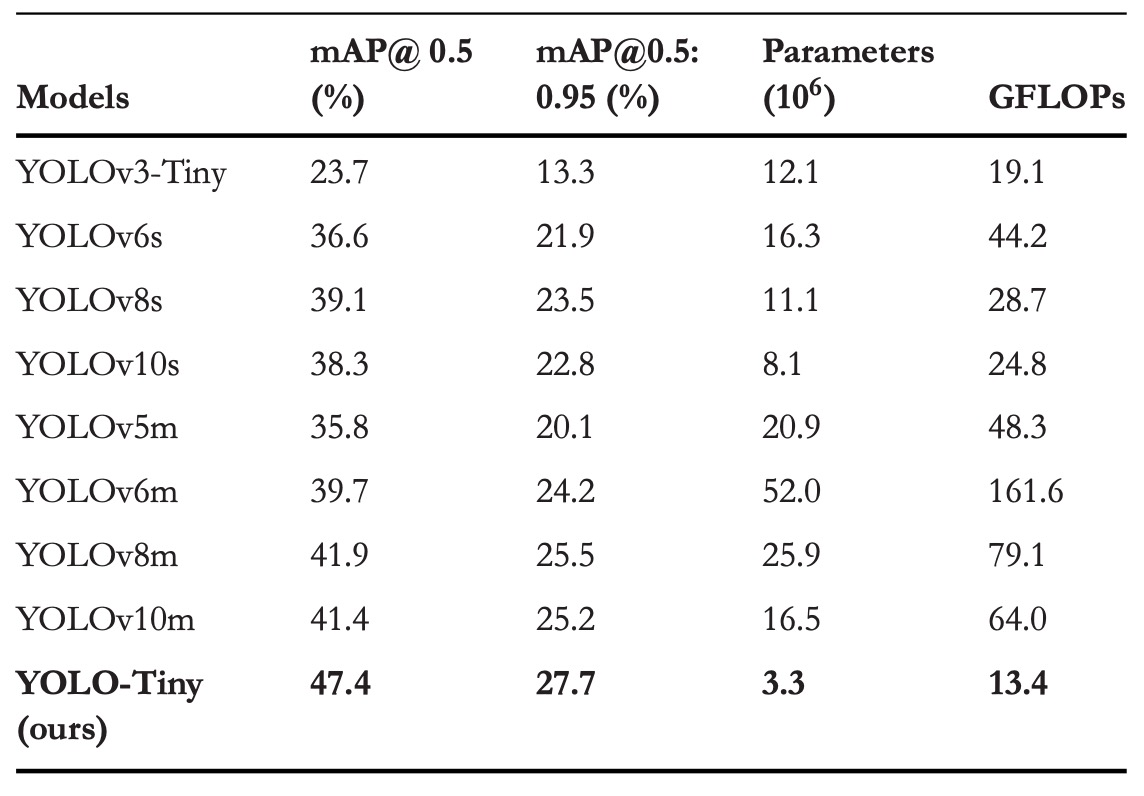 Models mAP@ 0.5 (%) mAP@0.5: 0.95 (%) Parameters (10⁶) GFLOPs
YOLOv3-Tiny 23.7 13.3 12.1 19.1
YOLOv6s 36.6 21.9 16.3 44.2
YOLOv8s 39.1 23.5 11.1 28.7
YOLOv10s 38.3 22.8 8.1 24.8
YOLOv5m 35.8 20.1 20.9 48.3
YOLOv6m 39.7 24.2 52.0 161.6
YOLOv8m 41.9 25.5 25.9 79.1
YOLOv10m 41.4 25.2 16.5 64.0
YOLO-Tiny (ours) 47.4 27.7 3.3 13.4